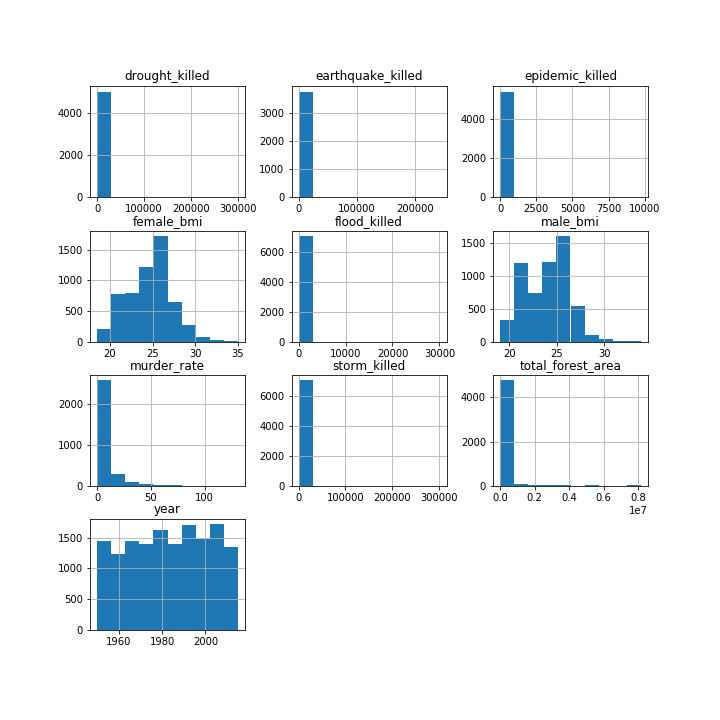 drought_killed earthquake_killed epidemic_killed
4000 2000 0
0 100000 200000 300000
3000 2000 1000 0
0 100000 200000
4000 2000 0
0 2500 5000 7500 10000
female_bmi flood_killed male_bmi
1500 1000 500 0
20 25 30 35
6000 4000 2000 0
0 10000 20000 30000
1500 1000 500 0
20 25 30
murder_rate storm_killed total_forest_area
2000 1000 0
0 50 100
6000 4000 2000 0
0 100000 200000 300000
4000 2000 0
0.0 0.2 0.4 0.6 0.8
1e7
year
1500 1000 500 0
1960 1980 2000